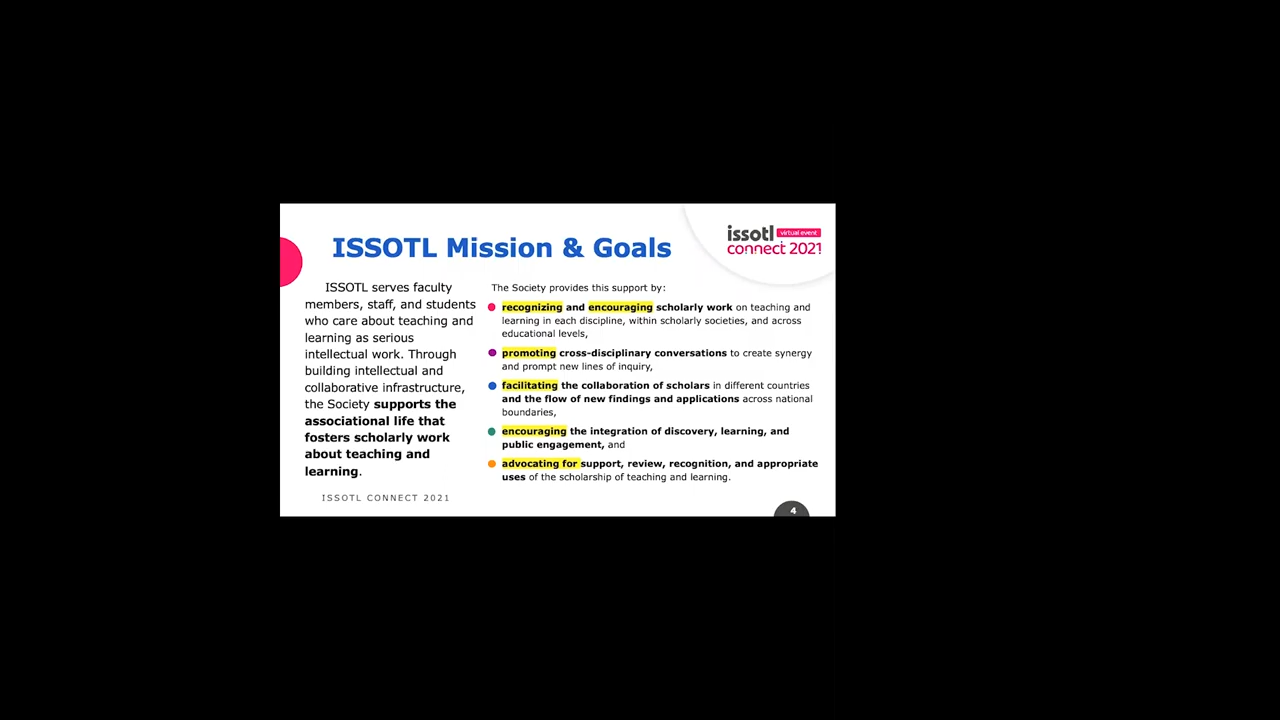 ISSOTL Mission & Goals
issotl virtual event
connect 2021
ISSOTL serves faculty
members, staff, and students
who care about teaching and
learning as serious
intellectual work. Through
building intellectual and
collaborative infrastructure,
the Society supports the
associational life that
fosters scholarly work
about teaching and
learning.
The Society provides this support by:
recognizing and encouraging scholarly work on teaching and
learning in each discipline, within scholarly societies, and across
educational levels,
promoting cross-disciplinary conversations to create synergy
and prompt new lines of inquiry,
facilitating the collaboration of scholars in different countries
and the flow of new findings and applications across national
boundaries,
encouraging the integration of discovery, learning, and
public engagement, and
advocating for support, review, recognition, and appropriate
uses of the scholarship of teaching and learning.
ISSOTL CONNECT 2021
4